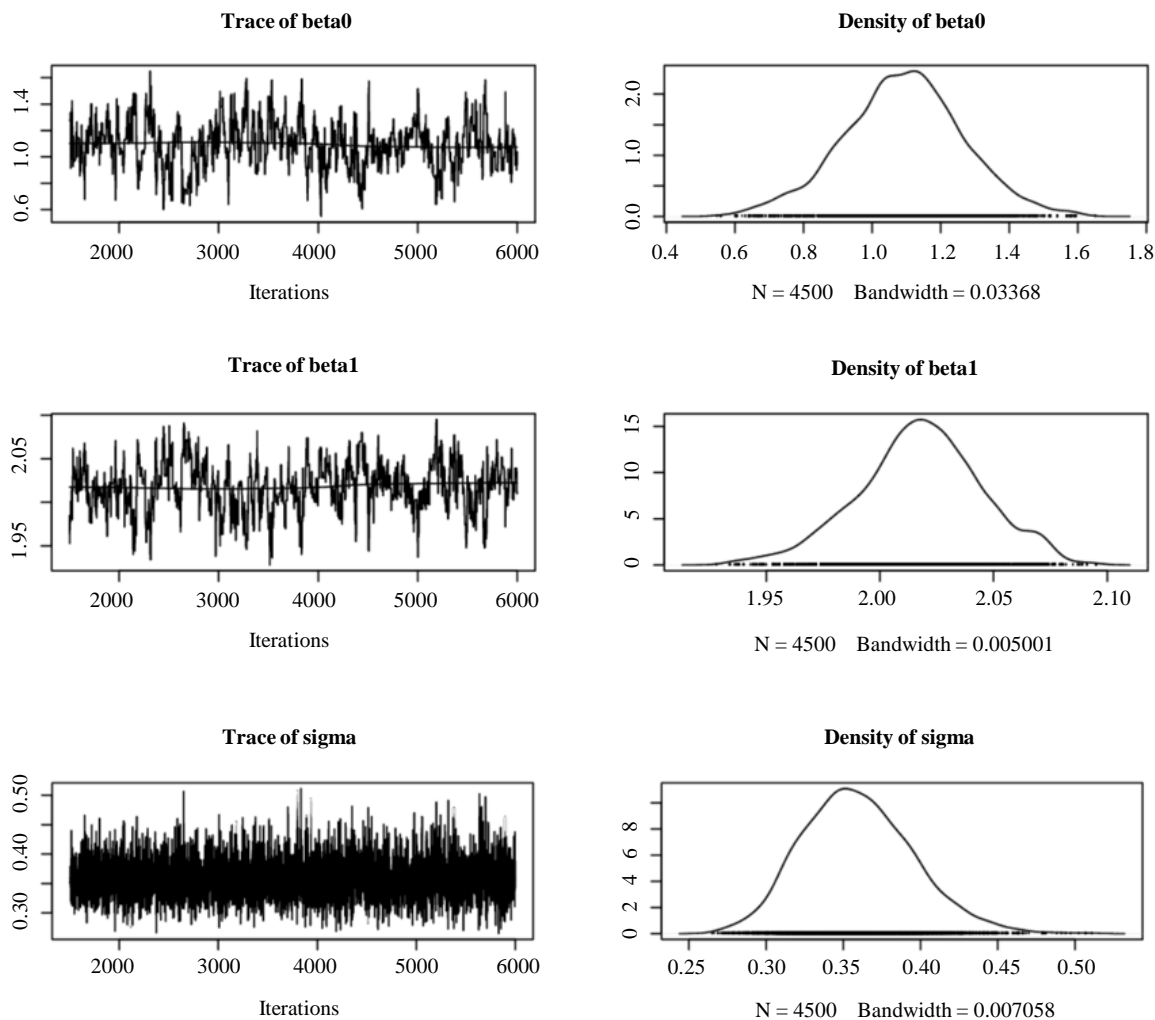 Trace of beta0
Density of beta0
0.6 1.0 1.4
2000 3000 4000 5000 6000
Iterations
0.0 1.0 2.0
0.4 0.6 0.8 1.0 1.2 1.4 1.6 1.8
N = 4500 Bandwidth = 0.03368
Trace of beta1
Density of beta1
1.95 2.05
2000 3000 4000 5000 6000
Iterations
0 5 10 15
1.95 2.00 2.05 2.10
N = 4500 Bandwidth = 0.005001
Trace of sigma
Density of sigma
0.30 0.40 0.50
2000 3000 4000 5000 6000
Iterations
0 2 4 6 8
0.25 0.30 0.35 0.40 0.45 0.50
N = 4500 Bandwidth = 0.007058